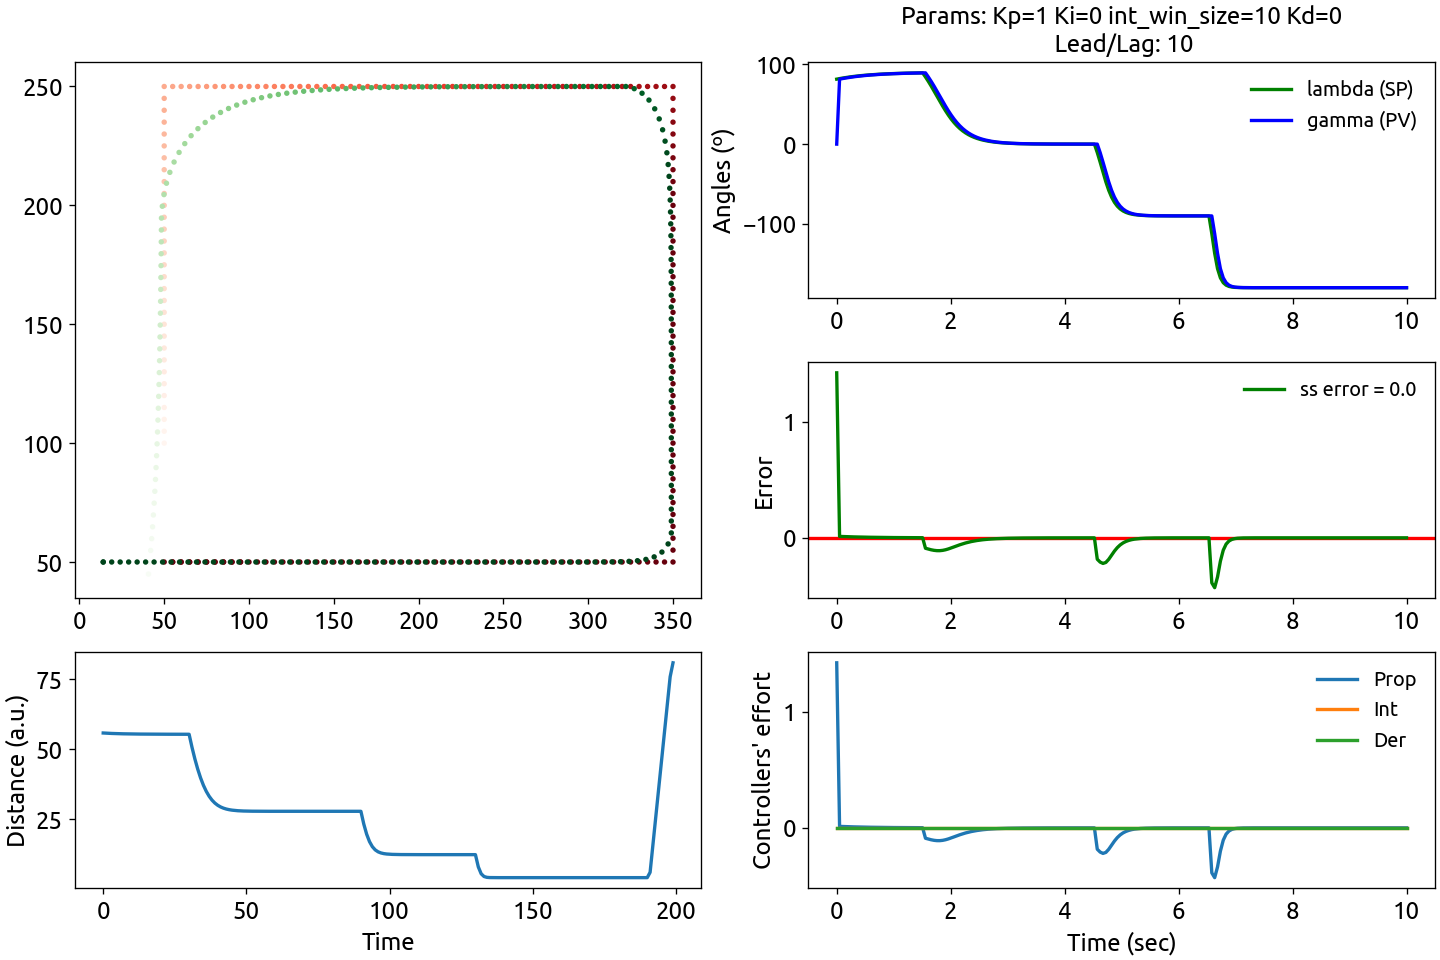 Params: Kp=1 Ki=0 int_win_size=10 Kd=0
Lead/Lag: 10
250
200
150
100
50
0 50 100 150 200 250 300 350
100
0
−100
Angles (º)
lambda (SP)
gamma (PV)
0 2 4 6 8 10
1
0
Error
ss error = 0.0
0 2 4 6 8 10
75
50
25
Distance (a.u.)
0 50 100 150 200
Time
1
0
Controllers' effort
Prop
Int
Der
0 2 4 6 8 10
Time (sec)